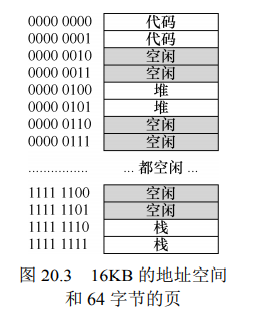 0000 0000 代码
0000 0001 代码
0000 0010 空闲
0000 0011 空闲
0000 0100 堆
0000 0101 堆
0000 0110 空闲
0000 0111 空闲
................ ... 都空闲 ...
1111 1100 空闲
1111 1101 空闲
1111 1110 栈
1111 1111 栈
图 20.3 16KB 的地址空间
和 64 字节的页